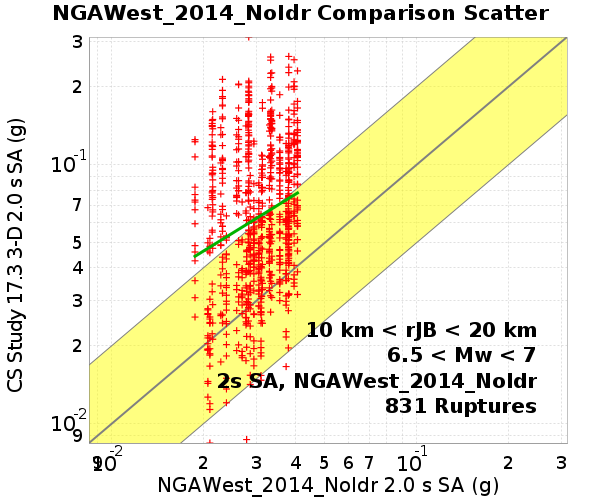 NGAWest_2014_NoIdr Comparison Scatter
CS Study 17.3 3-D 2.0 s SA (g)
3
2
10⁻¹
7
5
4
3
2
10⁻²
9
10 km < rJB < 20 km
6.5 < Mw < 7
2s SA, NGAWest_2014_NoIdr
831 Ruptures
9 10⁻² 2 3 4 5 6 7 10⁻¹ 2 3
NGAWest_2014_NoIdr 2.0 s SA (g)